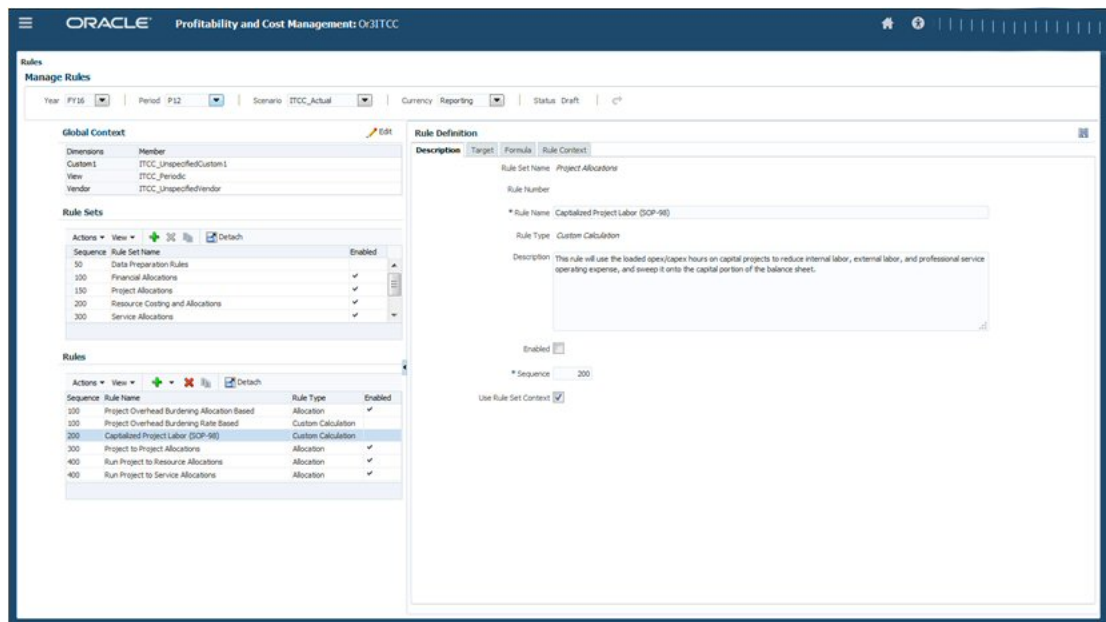 ORACLE Profitability and Cost Management: Or3ITCC
Rules
Manage Rules
Year FY16 Period P12 Scenario ITCC_Actual Currency Reporting Status Draft
Global Context Edit
Dimensions Member
Custom1 ITCC_UnspecifiedCustom1
View ITCC_Periodic
Vendor ITCC_UnspecifiedVendor
Rule Sets
Actions View Detach
Sequence Rule Set Name Enabled
50 Data Preparation Rules
100 Financial Allocations
150 Project Allocations
200 Resource Costing and Allocations
300 Service Allocations
Rules
Actions View Detach
Sequence Rule Name Rule Type Enabled
100 Project Overhead Burdening Allocation Based Allocation
100 Project Overhead Burdening Rate Based Custom Calculation
200 Captialized Project Labor (SOP-98) Custom Calculation
300 Project to Project Allocations Allocation
400 Run Project to Resource Allocations Allocation
400 Run Project to Service Allocations Allocation
Rule Definition
Description Target Formula Rule Context
Rule Set Name Project Allocations
Rule Number
* Rule Name Captialized Project Labor (SOP-98)
Rule Type Custom Calculation
Description This rule will use the loaded opex/capex hours on capital projects to reduce internal labor, external labor, and professional service
operating expense, and sweep it onto the capital portion of the balance sheet.
Enabled
* Sequence 200
Use Rule Set Context